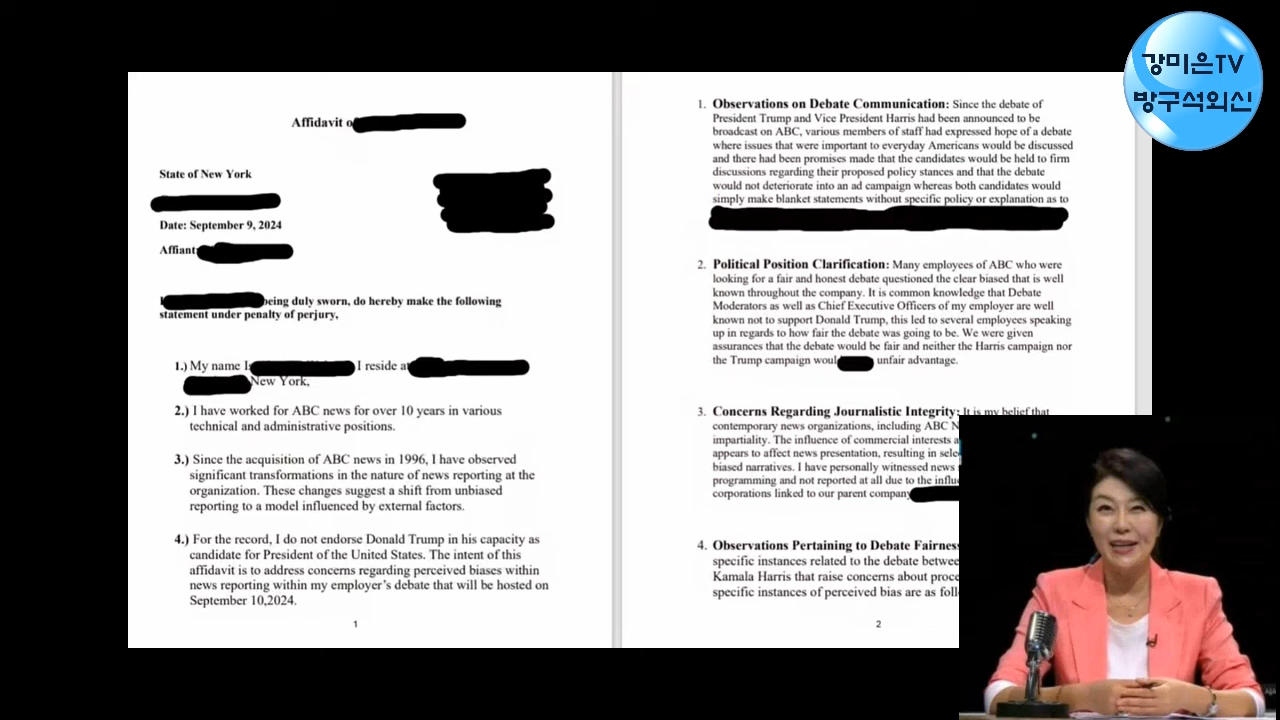 강미은TV
방구석외신
Affidavit o
State of New York
Date: September 9, 2024
Affiant:
being duly sworn, do hereby make the following
statement under penalty of perjury,
1.) My name Is I reside at
New York,
2.) I have worked for ABC news for over 10 years in various
technical and administrative positions.
3.) Since the acquisition of ABC news in 1996, I have observed
significant transformations in the nature of news reporting at the
organization. These changes suggest a shift from unbiased
reporting to a model influenced by external factors.
4.) For the record, I do not endorse Donald Trump in his capacity as
candidate for President of the United States. The intent of this
affidavit is to address concerns regarding perceived biases within
news reporting within my employer’s debate that will be hosted on
September 10,2024.
1
1. Observations on Debate Communication: Since the debate of
President Trump and Vice President Harris had been announced to be
broadcast on ABC, various members of staff had expressed hope of a debate
where issues that were important to everyday Americans would be discussed
and there had been promises made that the candidates would be held to firm
discussions regarding their proposed policy stances and that the debate
would not deteriorate into an ad campaign whereas both candidates would
simply make blanket statements without specific policy or explanation as to
2. Political Position Clarification: Many employees of ABC who were
looking for a fair and honest debate questioned the clear biased that is well
known throughout the company. It is common knowledge that Debate
Moderators as well as Chief Executive Officers of my employer are well
known not to support Donald Trump, this led to several employees speaking
up in regards to how fair the debate was going to be. We were given
assurances that the debate would be fair and neither the Harris campaign nor
the Trump campaign woul unfair advantage.
3. Concerns Regarding Journalistic Integrity: It is my belief that
contemporary news organizations, including ABC N
impartiality. The influence of commercial interests a
appears to affect news presentation, resulting in sele
biased narratives. I have personally witnessed news
programming and not reported at all due to the influ
corporations linked to our parent company
4. Observations Pertaining to Debate Fairness
specific instances related to the debate betwe
Kamala Harris that raise concerns about proce
specific instances of perceived bias are as foll
2